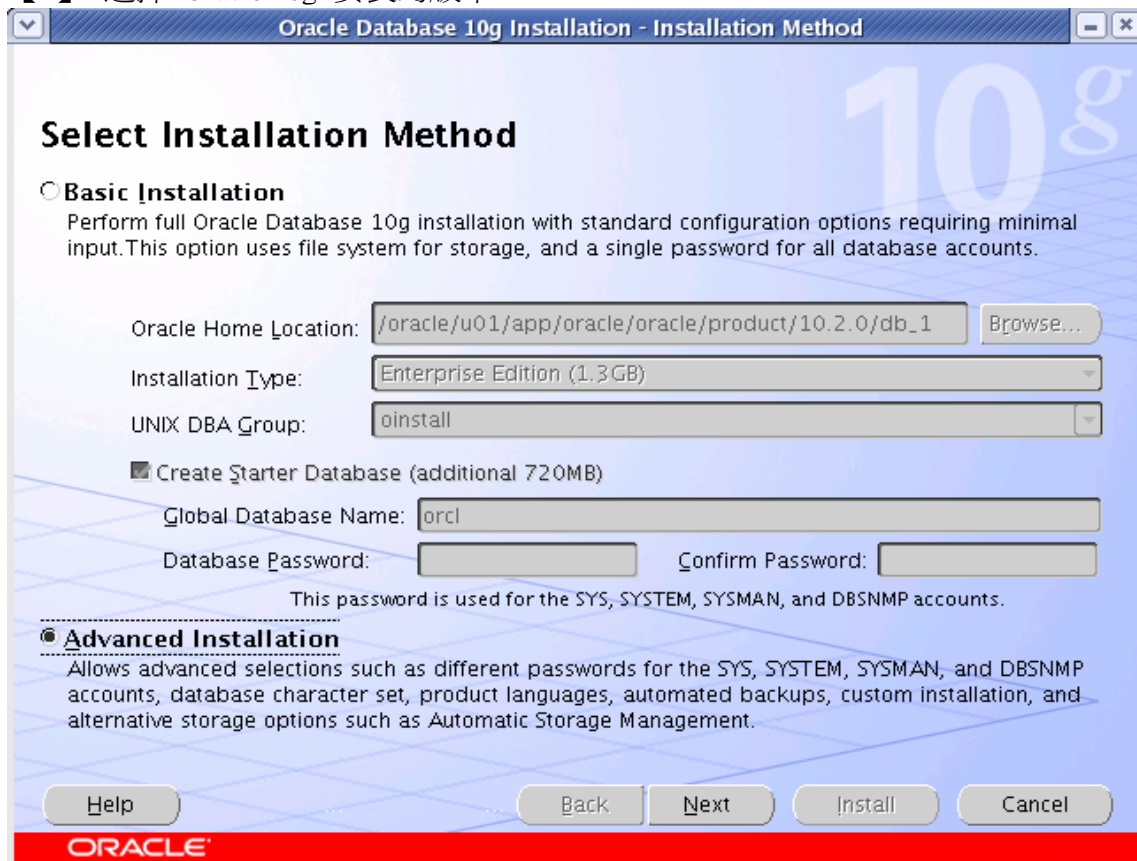 Oracle Database 10g Installation - Installation Method
10g
Select Installation Method
Basic Installation
Perform full Oracle Database 10g installation with standard configuration options requiring minimal
input.This option uses file system for storage, and a single password for all database accounts.
Oracle Home Location: /oracle/u01/app/oracle/oracle/product/10.2.0/db_1 Browse...
Installation Type: Enterprise Edition (1.3GB)
UNIX DBA Group: oinstall
Create Starter Database (additional 720MB)
Global Database Name: orcl
Database Password: Confirm Password:
This password is used for the SYS, SYSTEM, SYSMAN, and DBSNMP accounts.
Advanced Installation
Allows advanced selections such as different passwords for the SYS, SYSTEM, SYSMAN, and DBSNMP
accounts, database character set, product languages, automated backups, custom installation, and
alternative storage options such as Automatic Storage Management.
Help Back Next Install Cancel
ORACLE